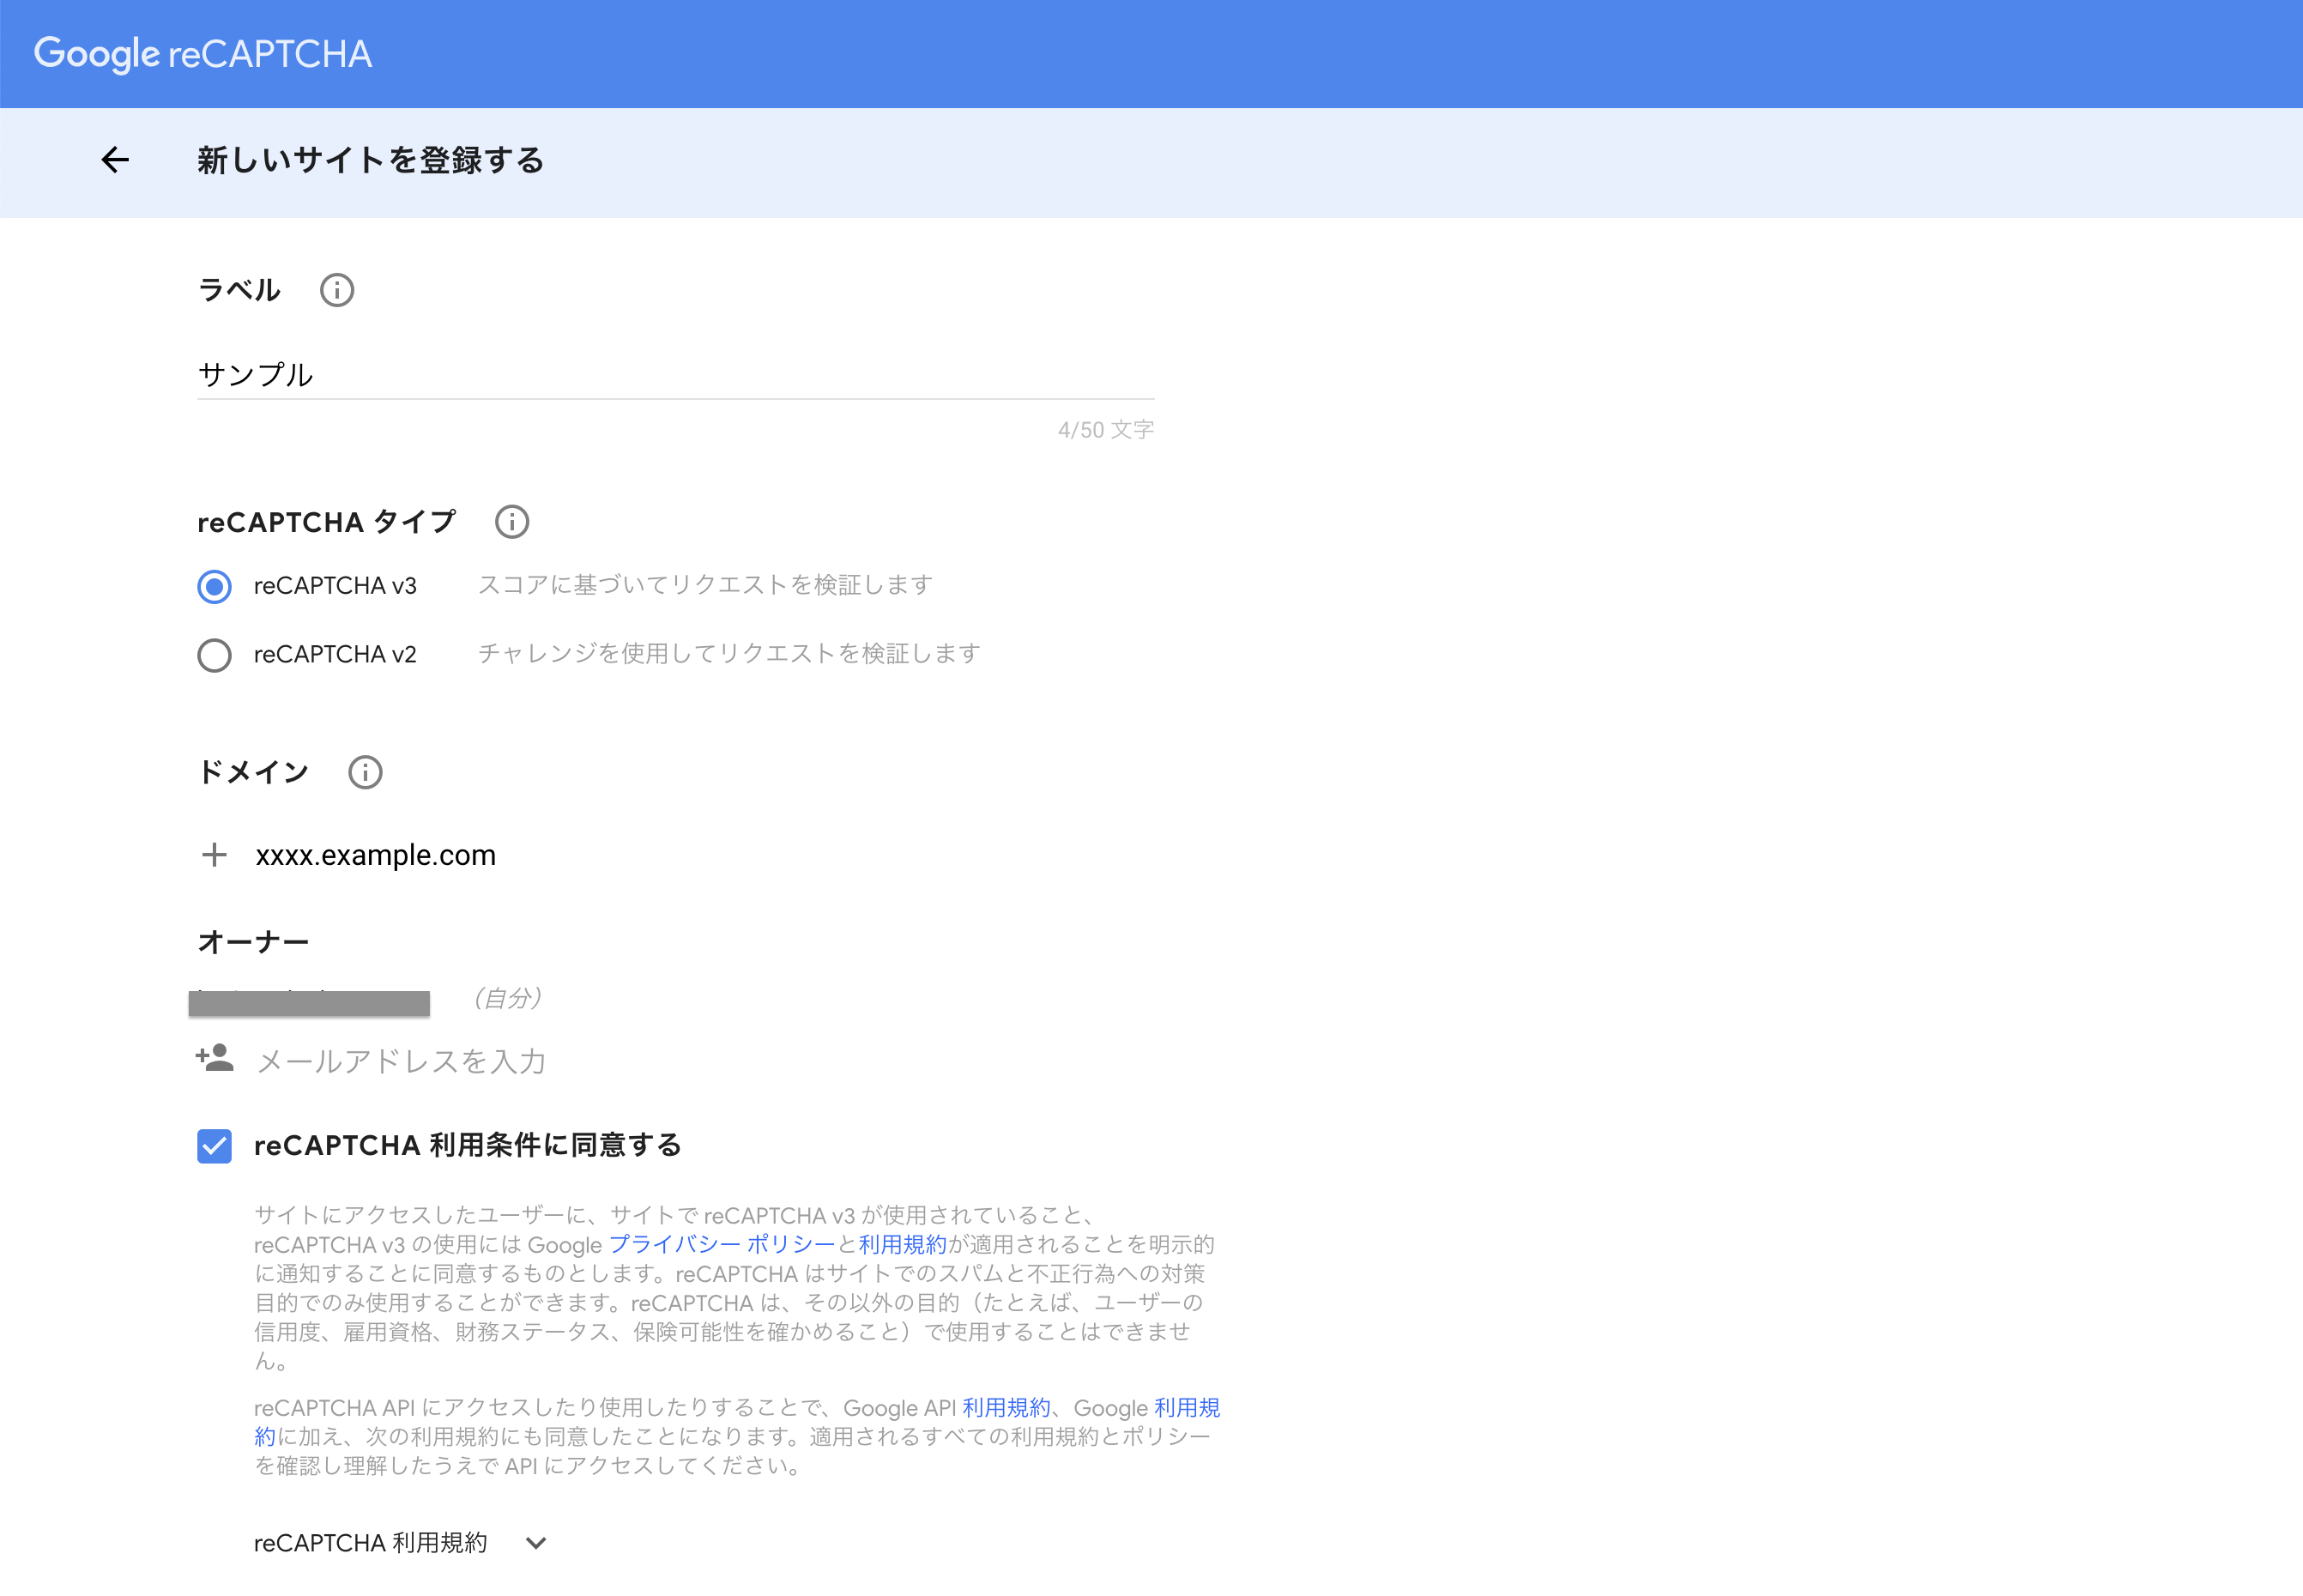 Google reCAPTCHA
新しいサイトを登録する
ラベル
サンプル
4/50 文字
reCAPTCHA タイプ
reCAPTCHA v3 スコアに基づいてリクエストを検証します
reCAPTCHA v2 チャレンジを使用してリクエストを検証します
ドメイン
xxxx.example.com
オーナー
（自分）
メールアドレスを入力
reCAPTCHA 利用条件に同意する
サイトにアクセスしたユーザーに、サイトで reCAPTCHA v3 が使用されていること、
reCAPTCHA v3 の使用には Google プライバシー ポリシーと利用規約が適用されることを明示的
に通知することに同意するものとします。reCAPTCHA はサイトでのスパムと不正行為への対策
目的でのみ使用することができます。reCAPTCHA は、その以外の目的（たとえば、ユーザーの
信用度、雇用資格、財務ステータス、保険可能性を確かめること）で使用することはできませ
ん。
reCAPTCHA API にアクセスしたり使用したりすることで、Google API 利用規約、Google 利用規
約に加え、次の利用規約にも同意したことになります。適用されるすべての利用規約とポリシー
を確認し理解したうえで API にアクセスしてください。
reCAPTCHA 利用規約